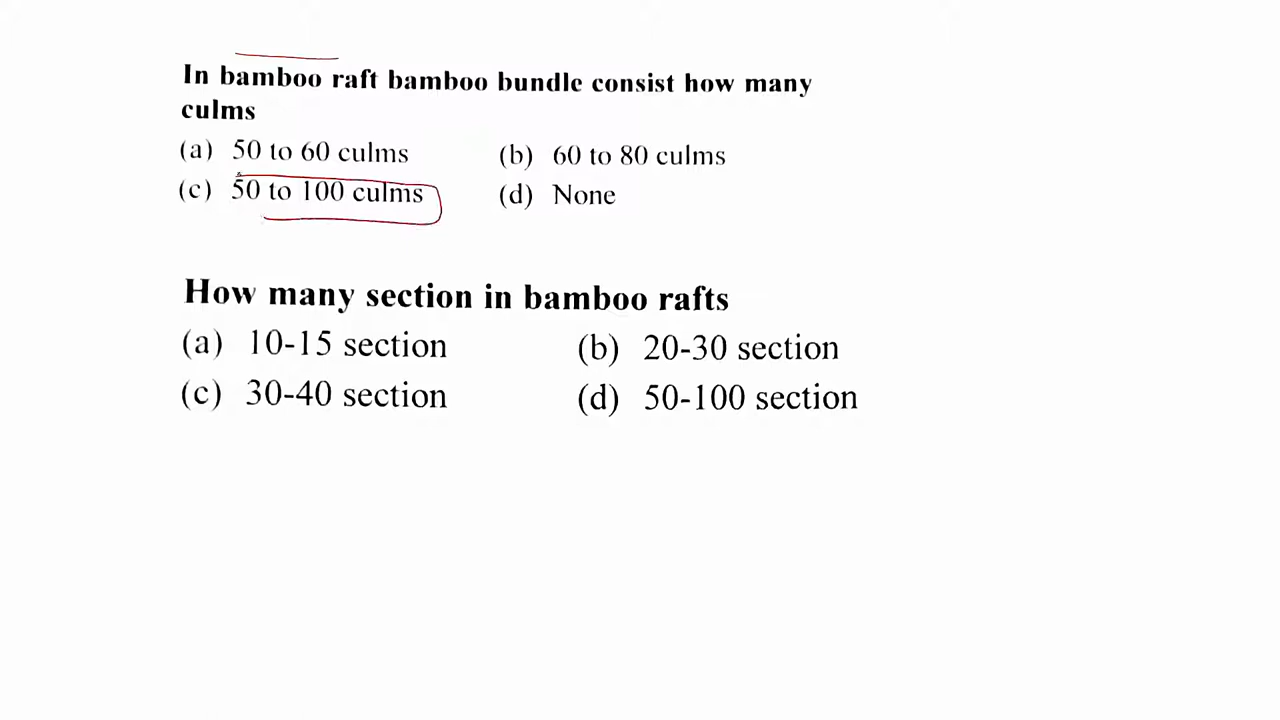 In bamboo raft bamboo bundle consist how many
culms
(a) 50 to 60 culms (b) 60 to 80 culms
(c) 50 to 100 culms (d) None
How many section in bamboo rafts
(a) 10-15 section (b) 20-30 section
(c) 30-40 section (d) 50-100 section